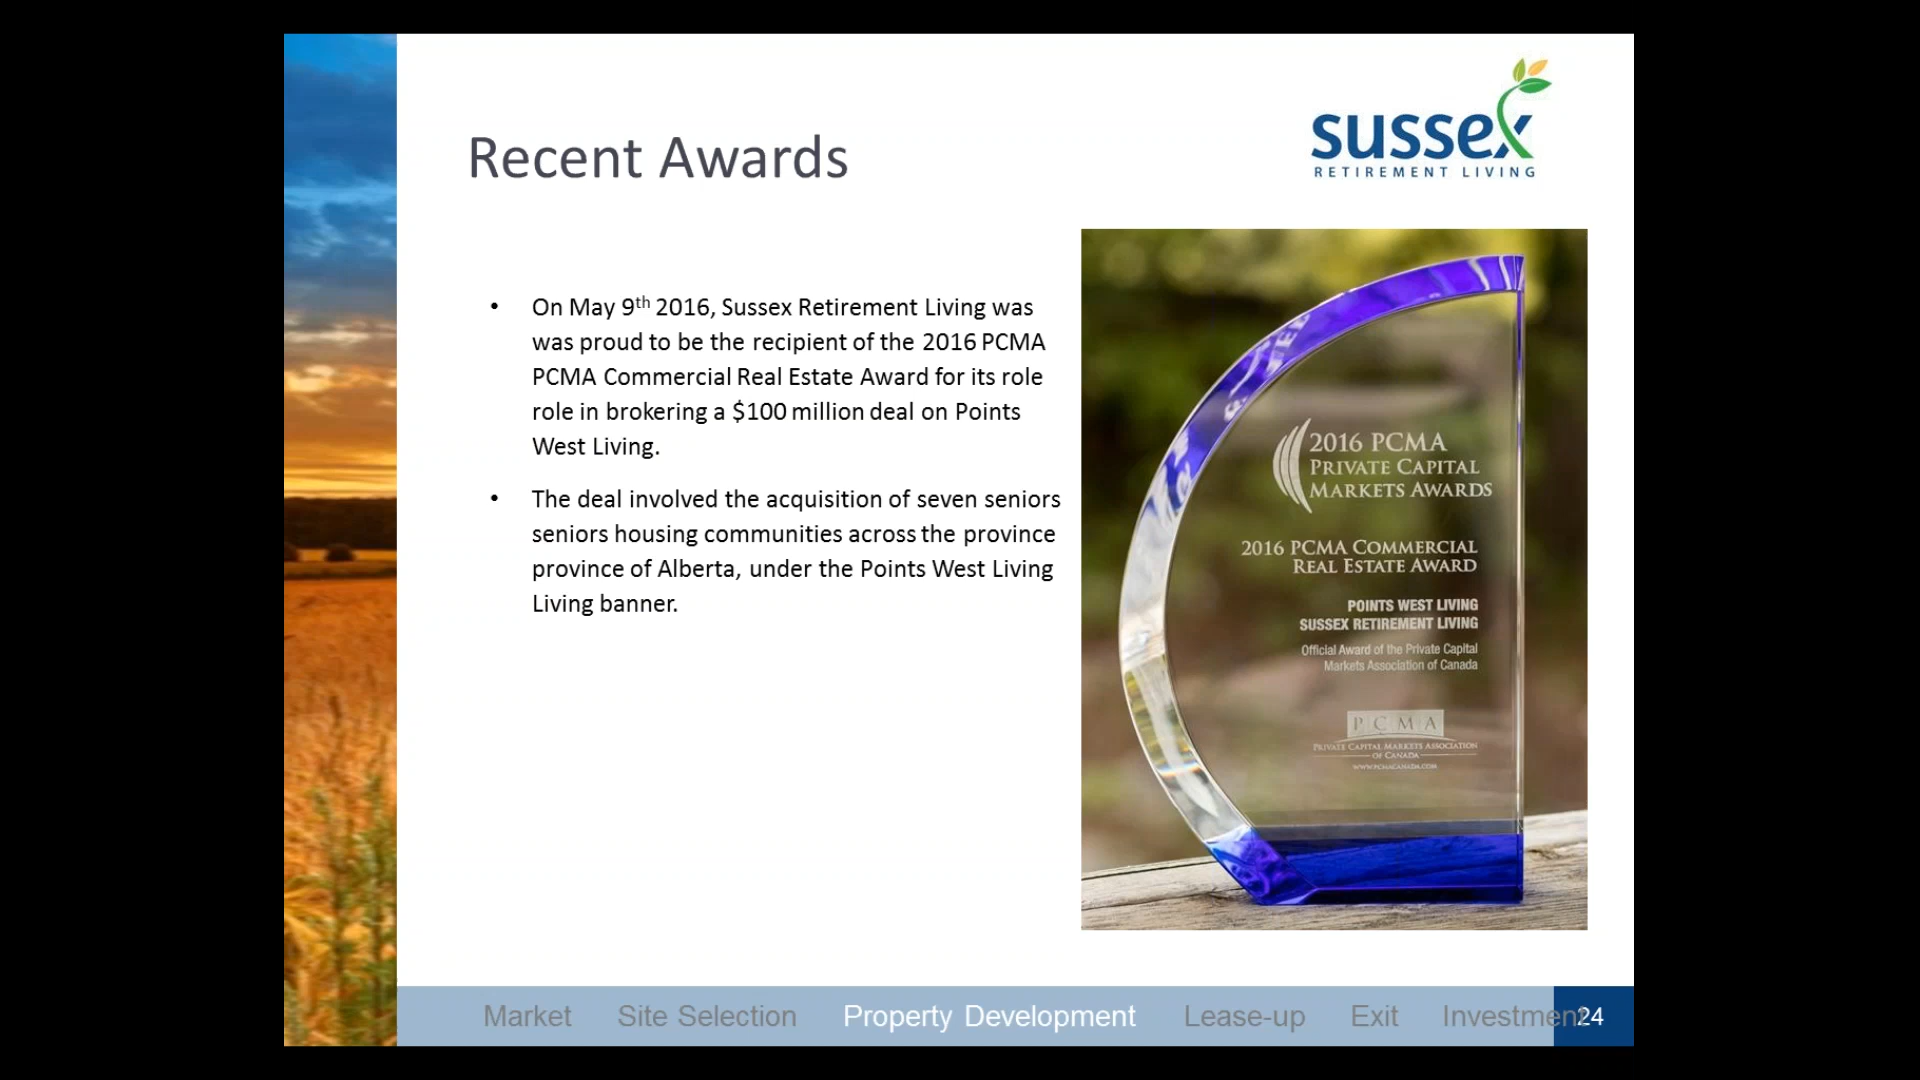 Recent Awards
sussex
RETIREMENT LIVING
• On May 9th 2016, Sussex Retirement Living was
was proud to be the recipient of the 2016 PCMA
PCMA Commercial Real Estate Award for its role
role in brokering a $100 million deal on Points
West Living.
• The deal involved the acquisition of seven seniors
seniors housing communities across the province
province of Alberta, under the Points West Living
Living banner.
2016 PCMA
PRIVATE CAPITAL
MARKETS AWARDS
2016 PCMA COMMERCIAL
REAL ESTATE AWARD
POINTS WEST LIVING
SUSSEX RETIREMENT LIVING
Official Award of the Private Capital
Markets Association of Canada
PCMA
PRIVATE CAPITAL MARKETS ASSOCIATION
OF CANADA
WWW.PCMACANADA.COM
Market Site Selection Property Development Lease-up Exit Investment 24